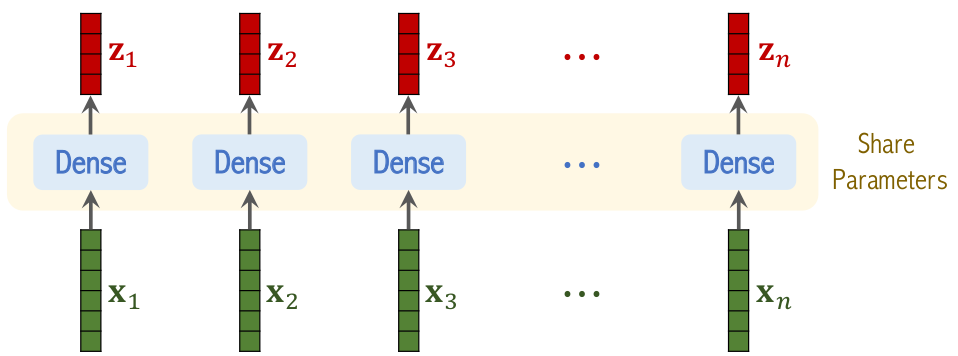 z₁ z₂ z₃ … zₙ
Dense Dense Dense … Dense
Share
Parameters
x₁ x₂ x₃ … xₙ